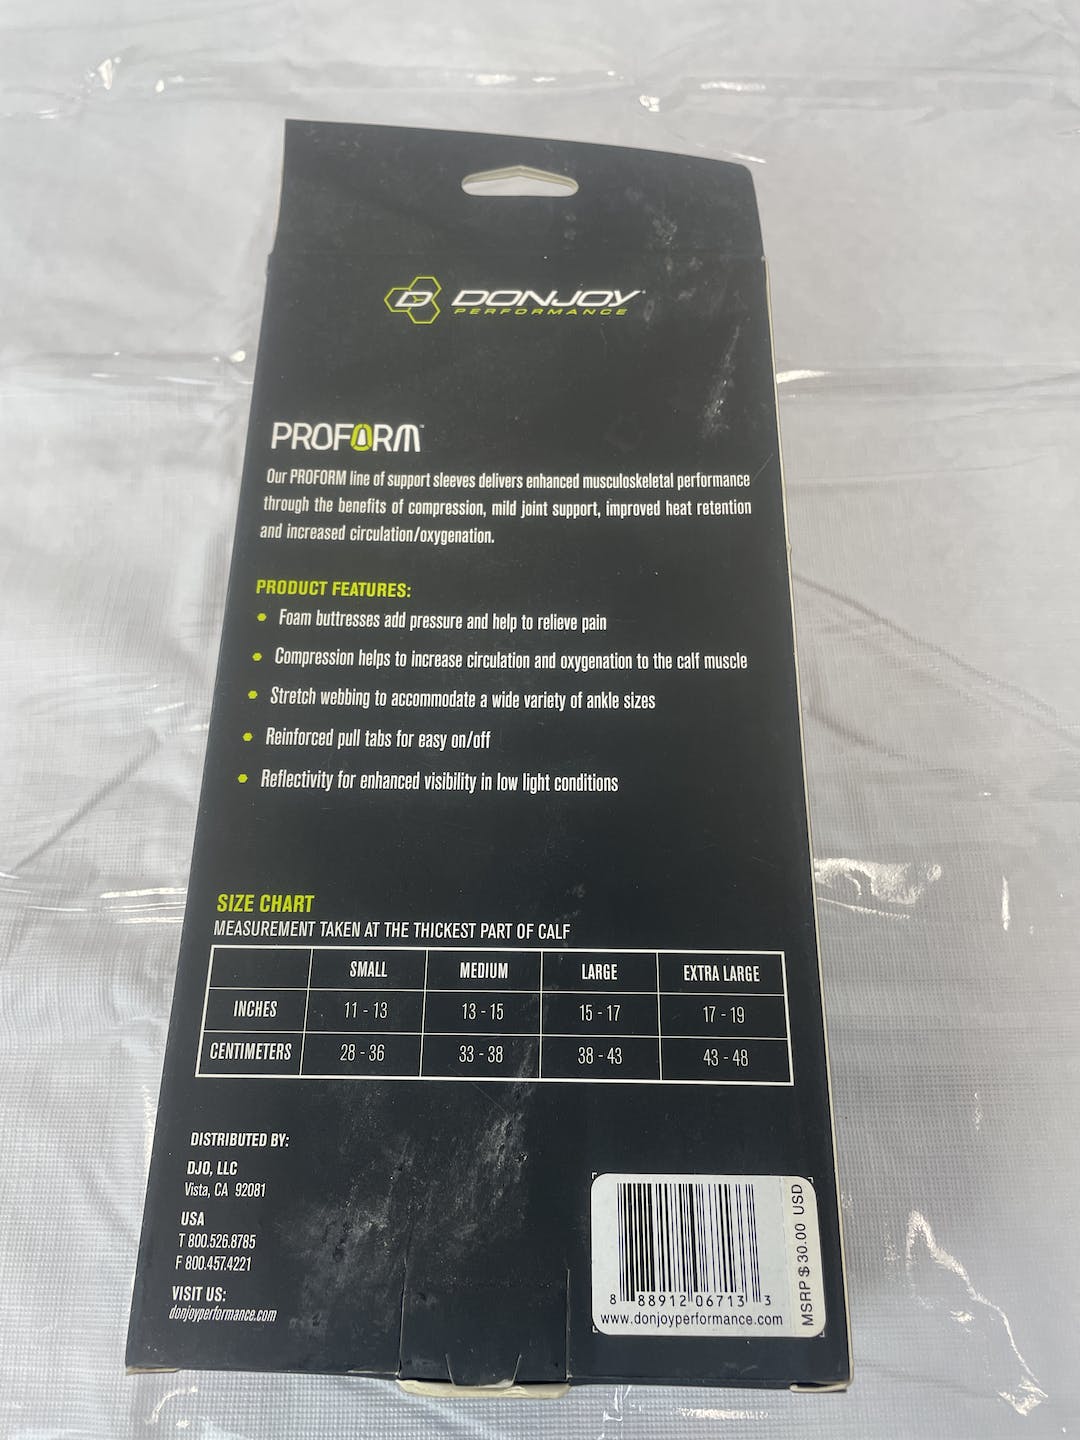 D DONJOY®
PERFORMANCE
PROFORM™
Our PROFORM line of support sleeves delivers enhanced musculoskeletal performance
through the benefits of compression, mild joint support, improved heat retention
and increased circulation/oxygenation.
PRODUCT FEATURES:
Foam buttresses add pressure and help to relieve pain
Compression helps to increase circulation and oxygenation to the calf muscle
Stretch webbing to accommodate a wide variety of ankle sizes
Reinforced pull tabs for easy on/off
Reflectivity for enhanced visibility in low light conditions
SIZE CHART
MEASUREMENT TAKEN AT THE THICKEST PART OF CALF
SMALL MEDIUM LARGE EXTRA LARGE
INCHES 11 - 13 13 - 15 15 - 17 17 - 19
CENTIMETERS 28 - 36 33 - 38 38 - 43 43 - 48
DISTRIBUTED BY:
DJO, LLC
Vista, CA 92081
USA
T 800.526.8785
F 800.457.4221
VISIT US:
donjoyperformance.com
8 88912 06713 3
www.donjoyperformance.com
MSRP $ 30.00 USD